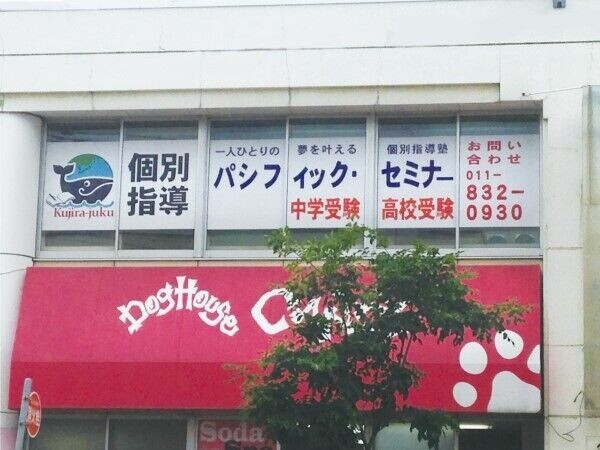 Kujira-juku
個別
指導
一人ひとりの 夢を叶える 個別指導塾
パシフィック・セミナー
中学受験 高校受験
お問い
合わせ
011-
832-
0930
DogHouse
Soda